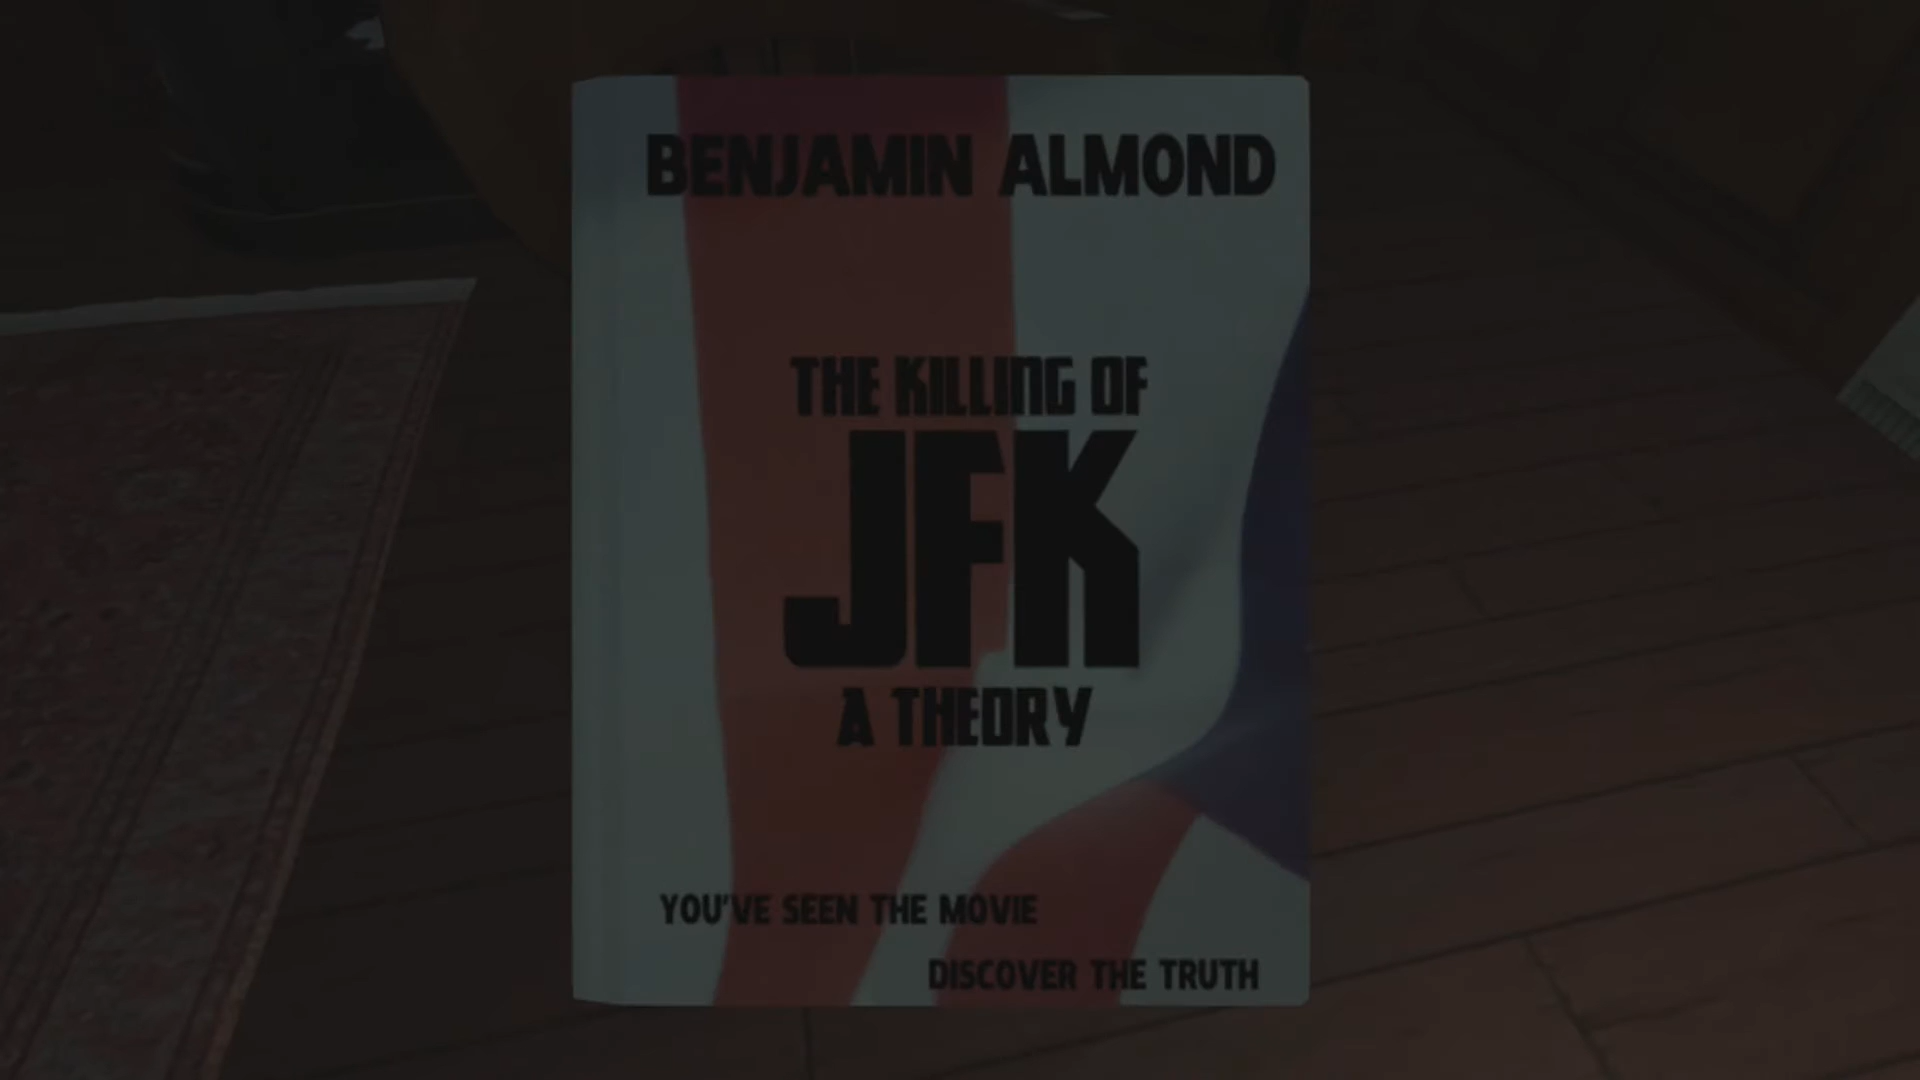 BENJAMIN ALMOND
THE KILLING OF
JFK
A THEORY
YOU'VE SEEN THE MOVIE
DISCOVER THE TRUTH